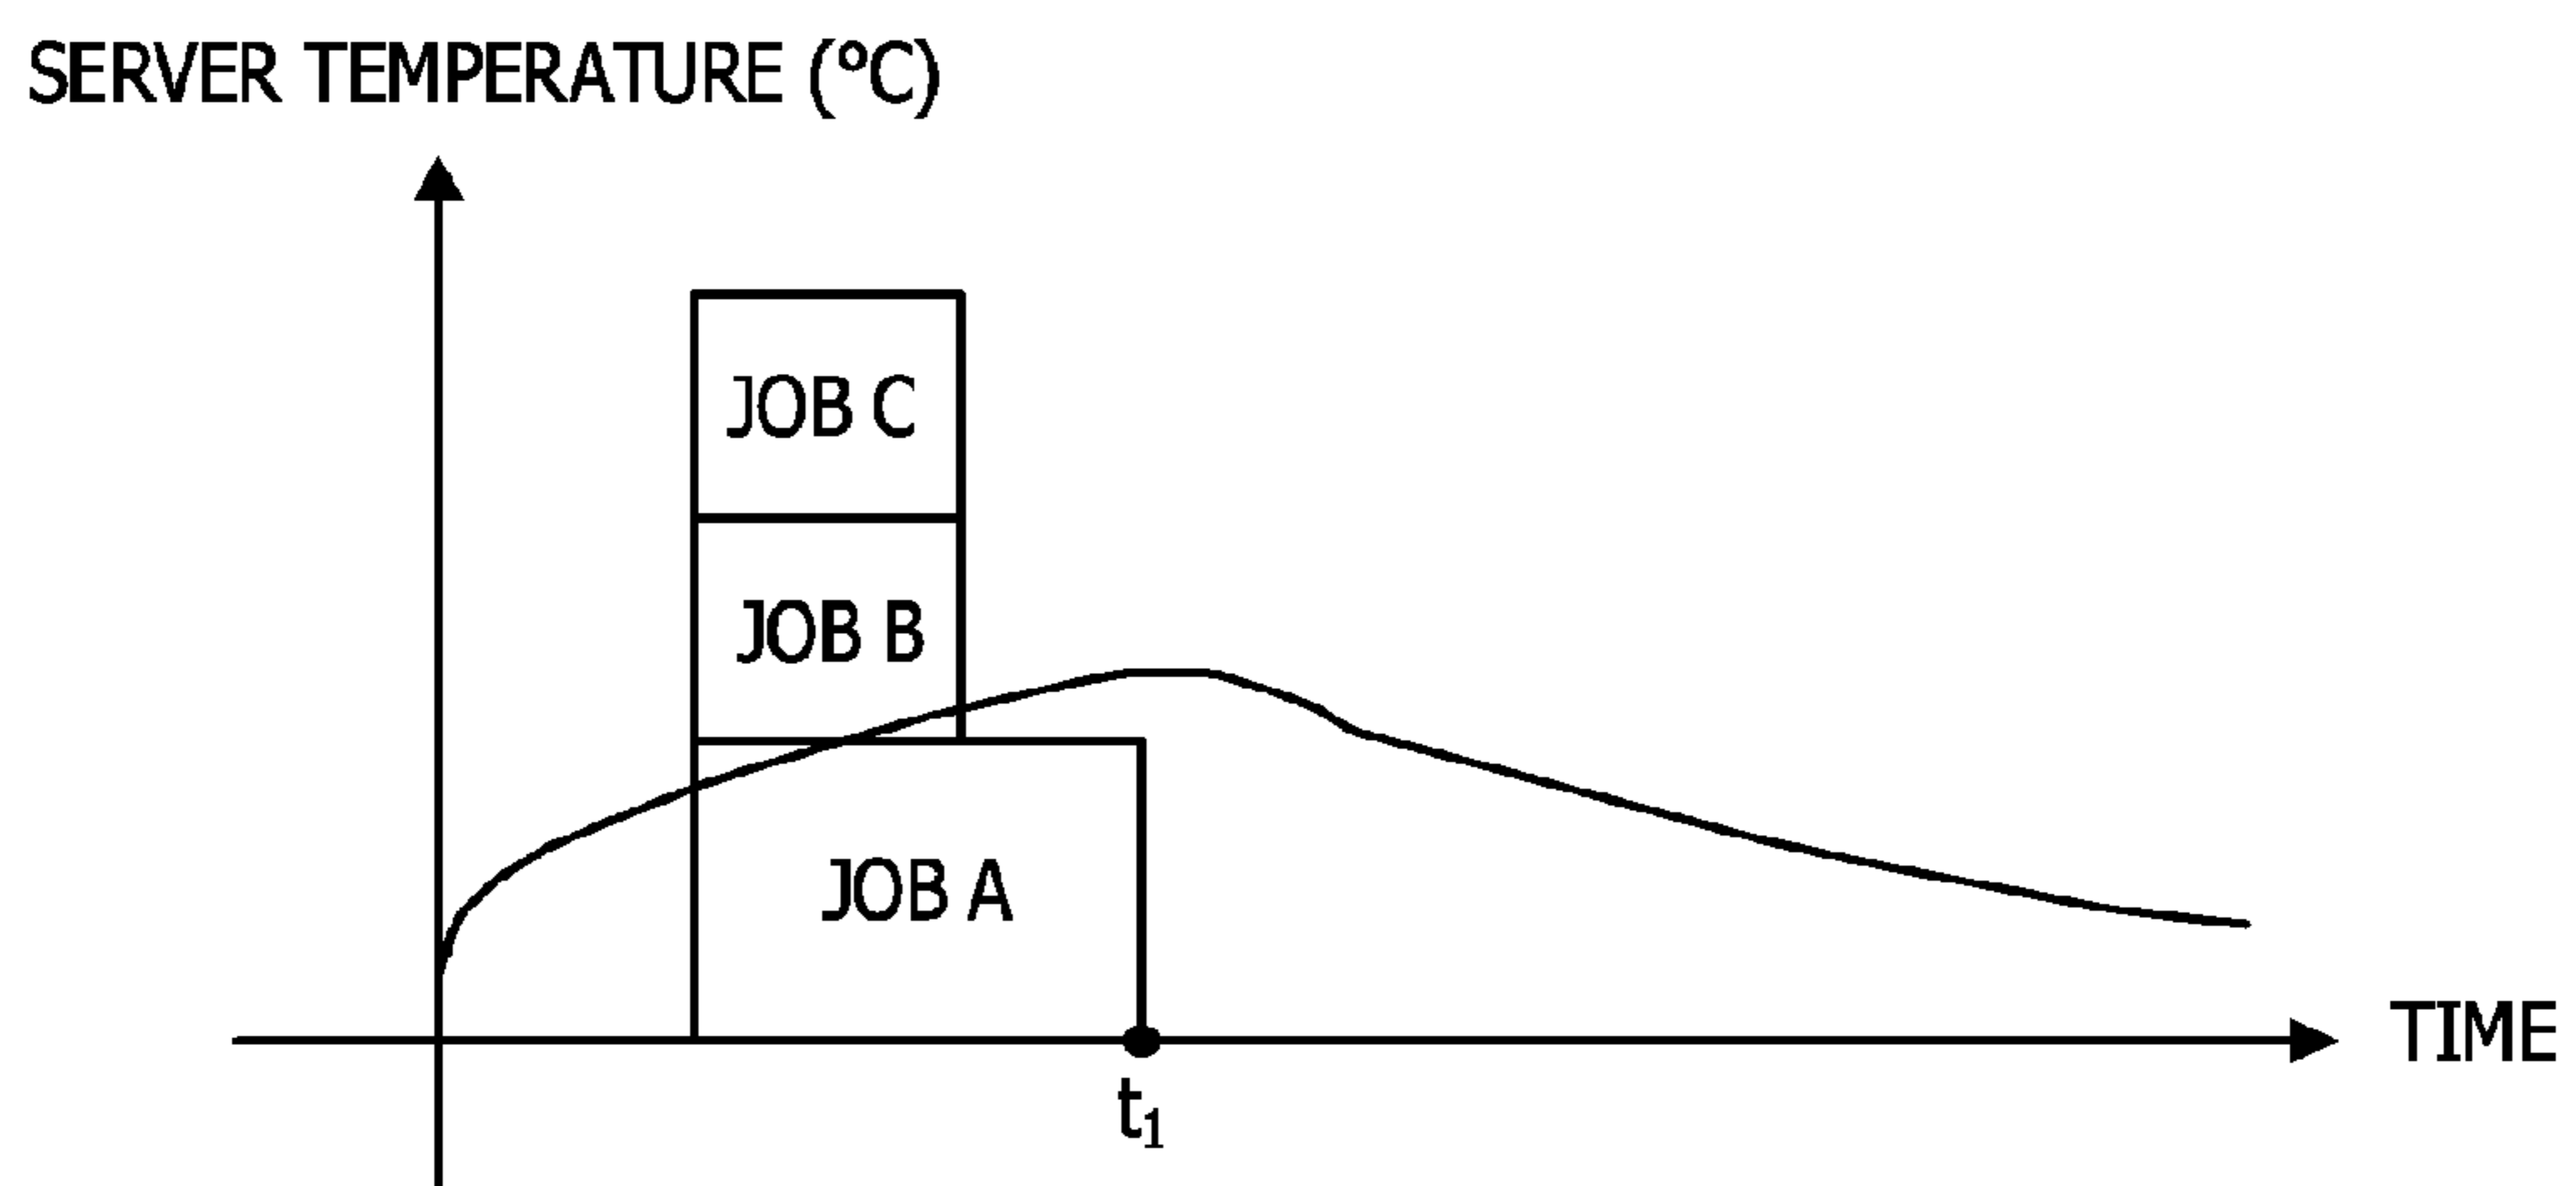 SERVER TEMPERATURE (°C)
JOB C
JOB B
JOB A
TIME
t₁